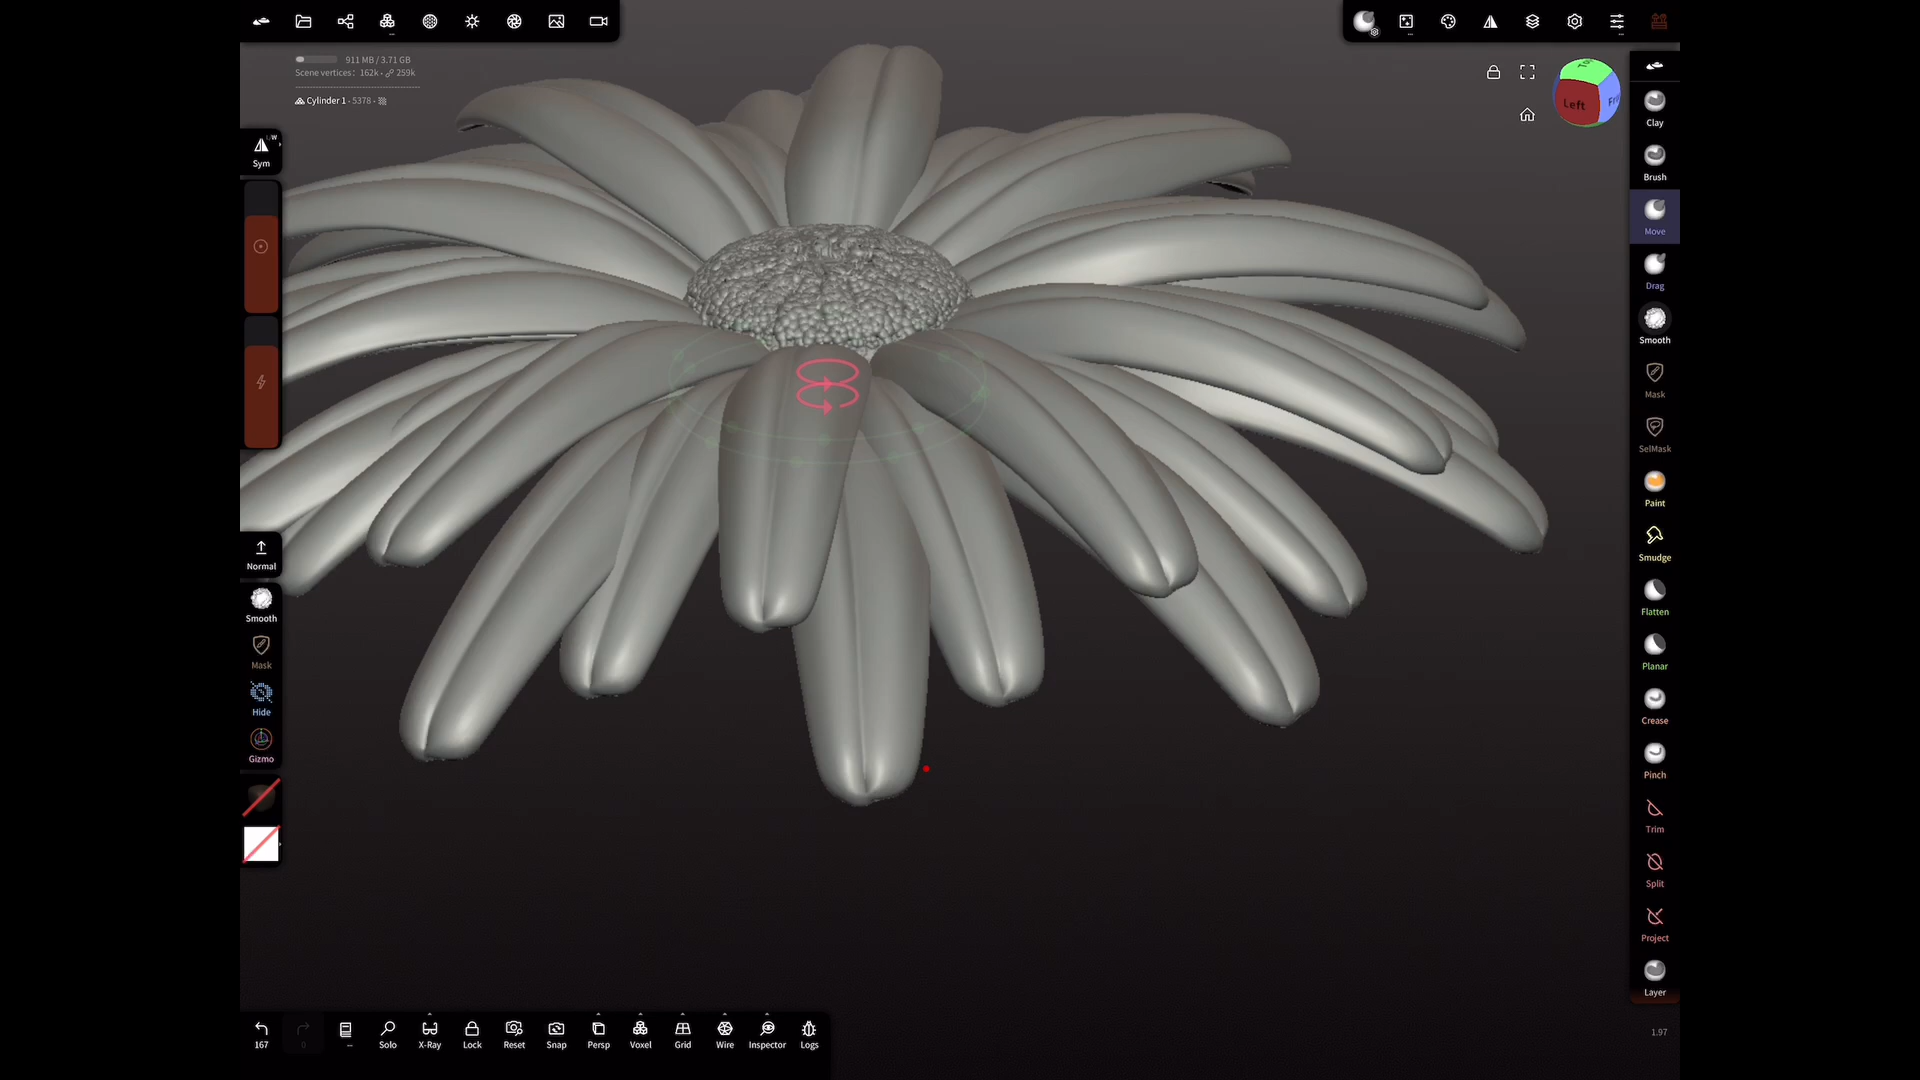 911 MB / 3.71 GB
Scene vertices: 162k · 259k
Cylinder 1 · 5378 ·
L/W
Sym
Normal
Smooth
Mask
Hide
Gizmo
Left
Clay
Brush
Move
Drag
Smooth
Mask
SelMask
Paint
Smudge
Flatten
Planar
Crease
Pinch
Trim
Split
Project
Layer
167
0
...
Solo
X-Ray
Lock
Reset
Snap
Persp
Voxel
Grid
Wire
Inspector
Logs
1.97